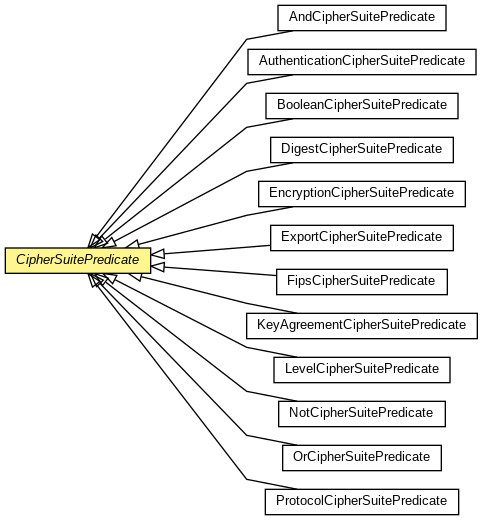 AndCipherSuitePredicate
AuthenticationCipherSuitePredicate
BooleanCipherSuitePredicate
DigestCipherSuitePredicate
EncryptionCipherSuitePredicate
ExportCipherSuitePredicate
CipherSuitePredicate
FipsCipherSuitePredicate
KeyAgreementCipherSuitePredicate
LevelCipherSuitePredicate
NotCipherSuitePredicate
OrCipherSuitePredicate
ProtocolCipherSuitePredicate